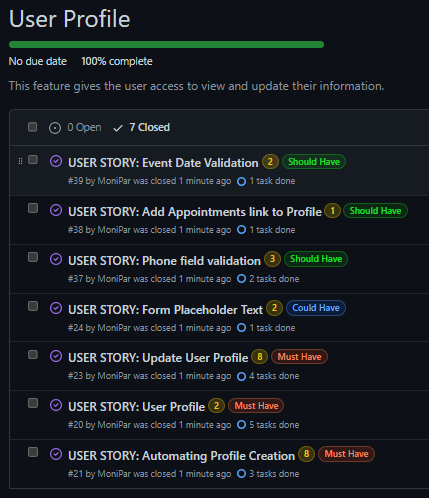 User Profile
No due date 100% complete
This feature gives the user access to view and update their information.
0 Open 7 Closed
USER STORY: Event Date Validation 2 Should Have
#39 by MoniPar was closed 1 minute ago 1 task done
USER STORY: Add Appointments link to Profile 1 Should Have
#38 by MoniPar was closed 1 minute ago 1 task done
USER STORY: Phone field validation 3 Should Have
#37 by MoniPar was closed 1 minute ago 2 tasks done
USER STORY: Form Placeholder Text 2 Could Have
#24 by MoniPar was closed 1 minute ago 1 task done
USER STORY: Update User Profile 8 Must Have
#23 by MoniPar was closed 1 minute ago 4 tasks done
USER STORY: User Profile 2 Must Have
#20 by MoniPar was closed 1 minute ago 5 tasks done
USER STORY: Automating Profile Creation 8 Must Have
#21 by MoniPar was closed 1 minute ago 3 tasks done